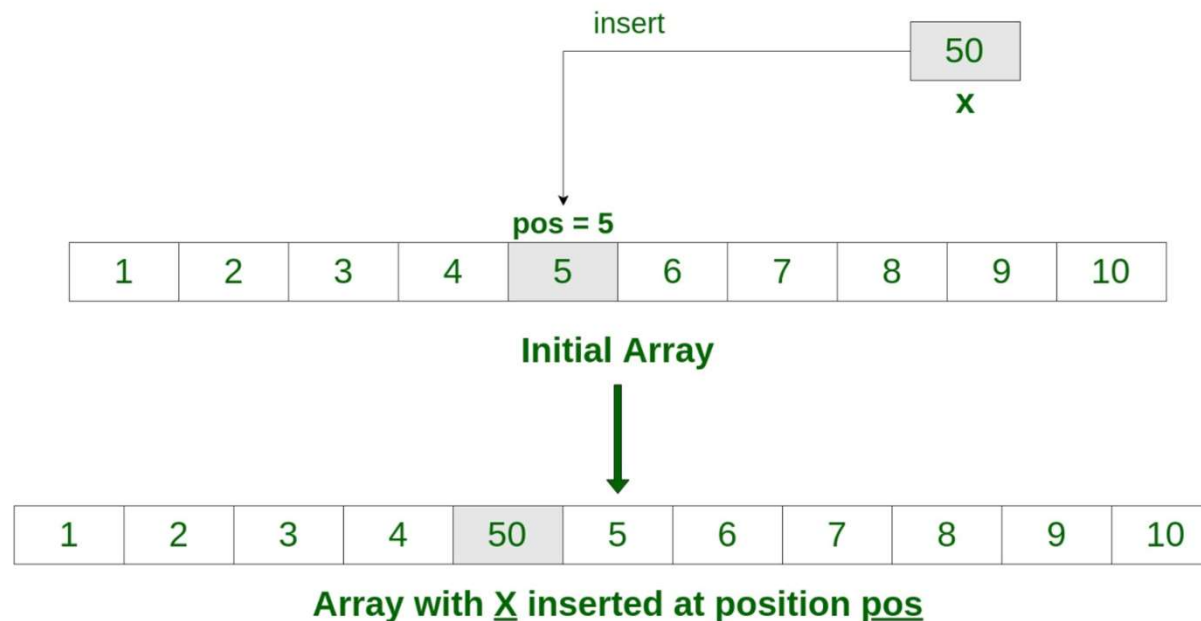 insert
50
x
pos = 5
1 2 3 4 5 6 7 8 9 10
Initial Array
1 2 3 4 50 5 6 7 8 9 10
Array with X inserted at position pos